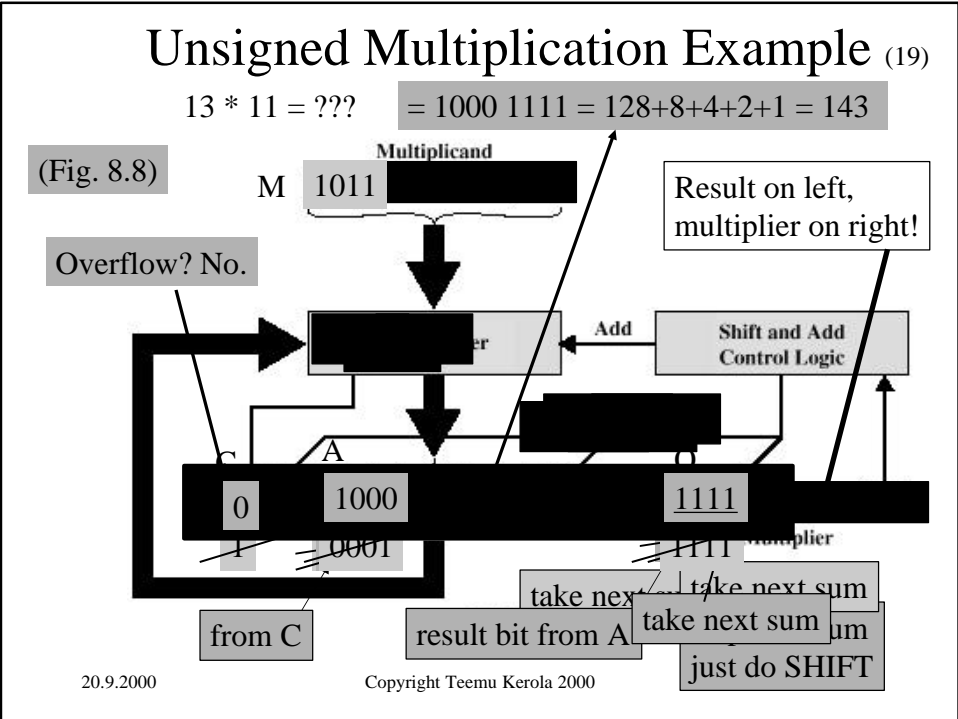 Unsigned Multiplication Example (19)
13 * 11 = ???
= 1000 1111 = 128+8+4+2+1 = 143
(Fig. 8.8)
Multiplicand
M
1011
Result on left,
multiplier on right!
Overflow? No.
Add
Shift and Add
Control Logic
A
0
1000
1111
1
0001
1111
take next
take next sum
take next sum
from C
result bit from A
just do SHIFT
20.9.2000
Copyright Teemu Kerola 2000